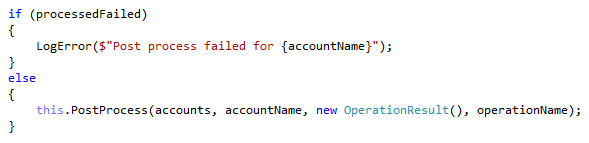 if (processedFailed)
{
    LogError($"Post process failed for {accountName}");
}
else
{
    this.PostProcess(accounts, accountName, new OperationResult(), operationName);
}